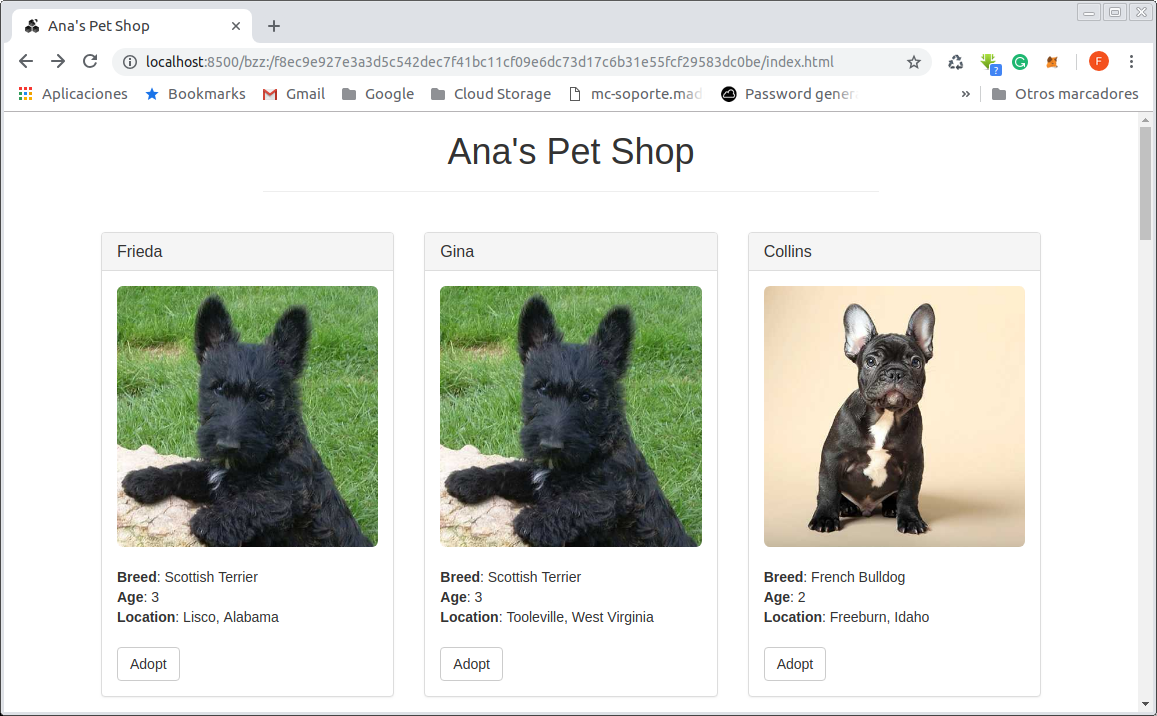 Ana's Pet Shop
localhost:8500/bzz:/f8ec9e927e3a3d5c542dec7f41bc11cf09e6dc73d17c6b31e55fcf29583dc0be/index.html
?
F
Aplicaciones Bookmarks Gmail Google Cloud Storage mc-soporte.mad Password gener » Otros marcadores
Ana's Pet Shop
Frieda
Breed: Scottish Terrier
Age: 3
Location: Lisco, Alabama
Adopt
Gina
Breed: Scottish Terrier
Age: 3
Location: Tooleville, West Virginia
Adopt
Collins
Breed: French Bulldog
Age: 2
Location: Freeburn, Idaho
Adopt